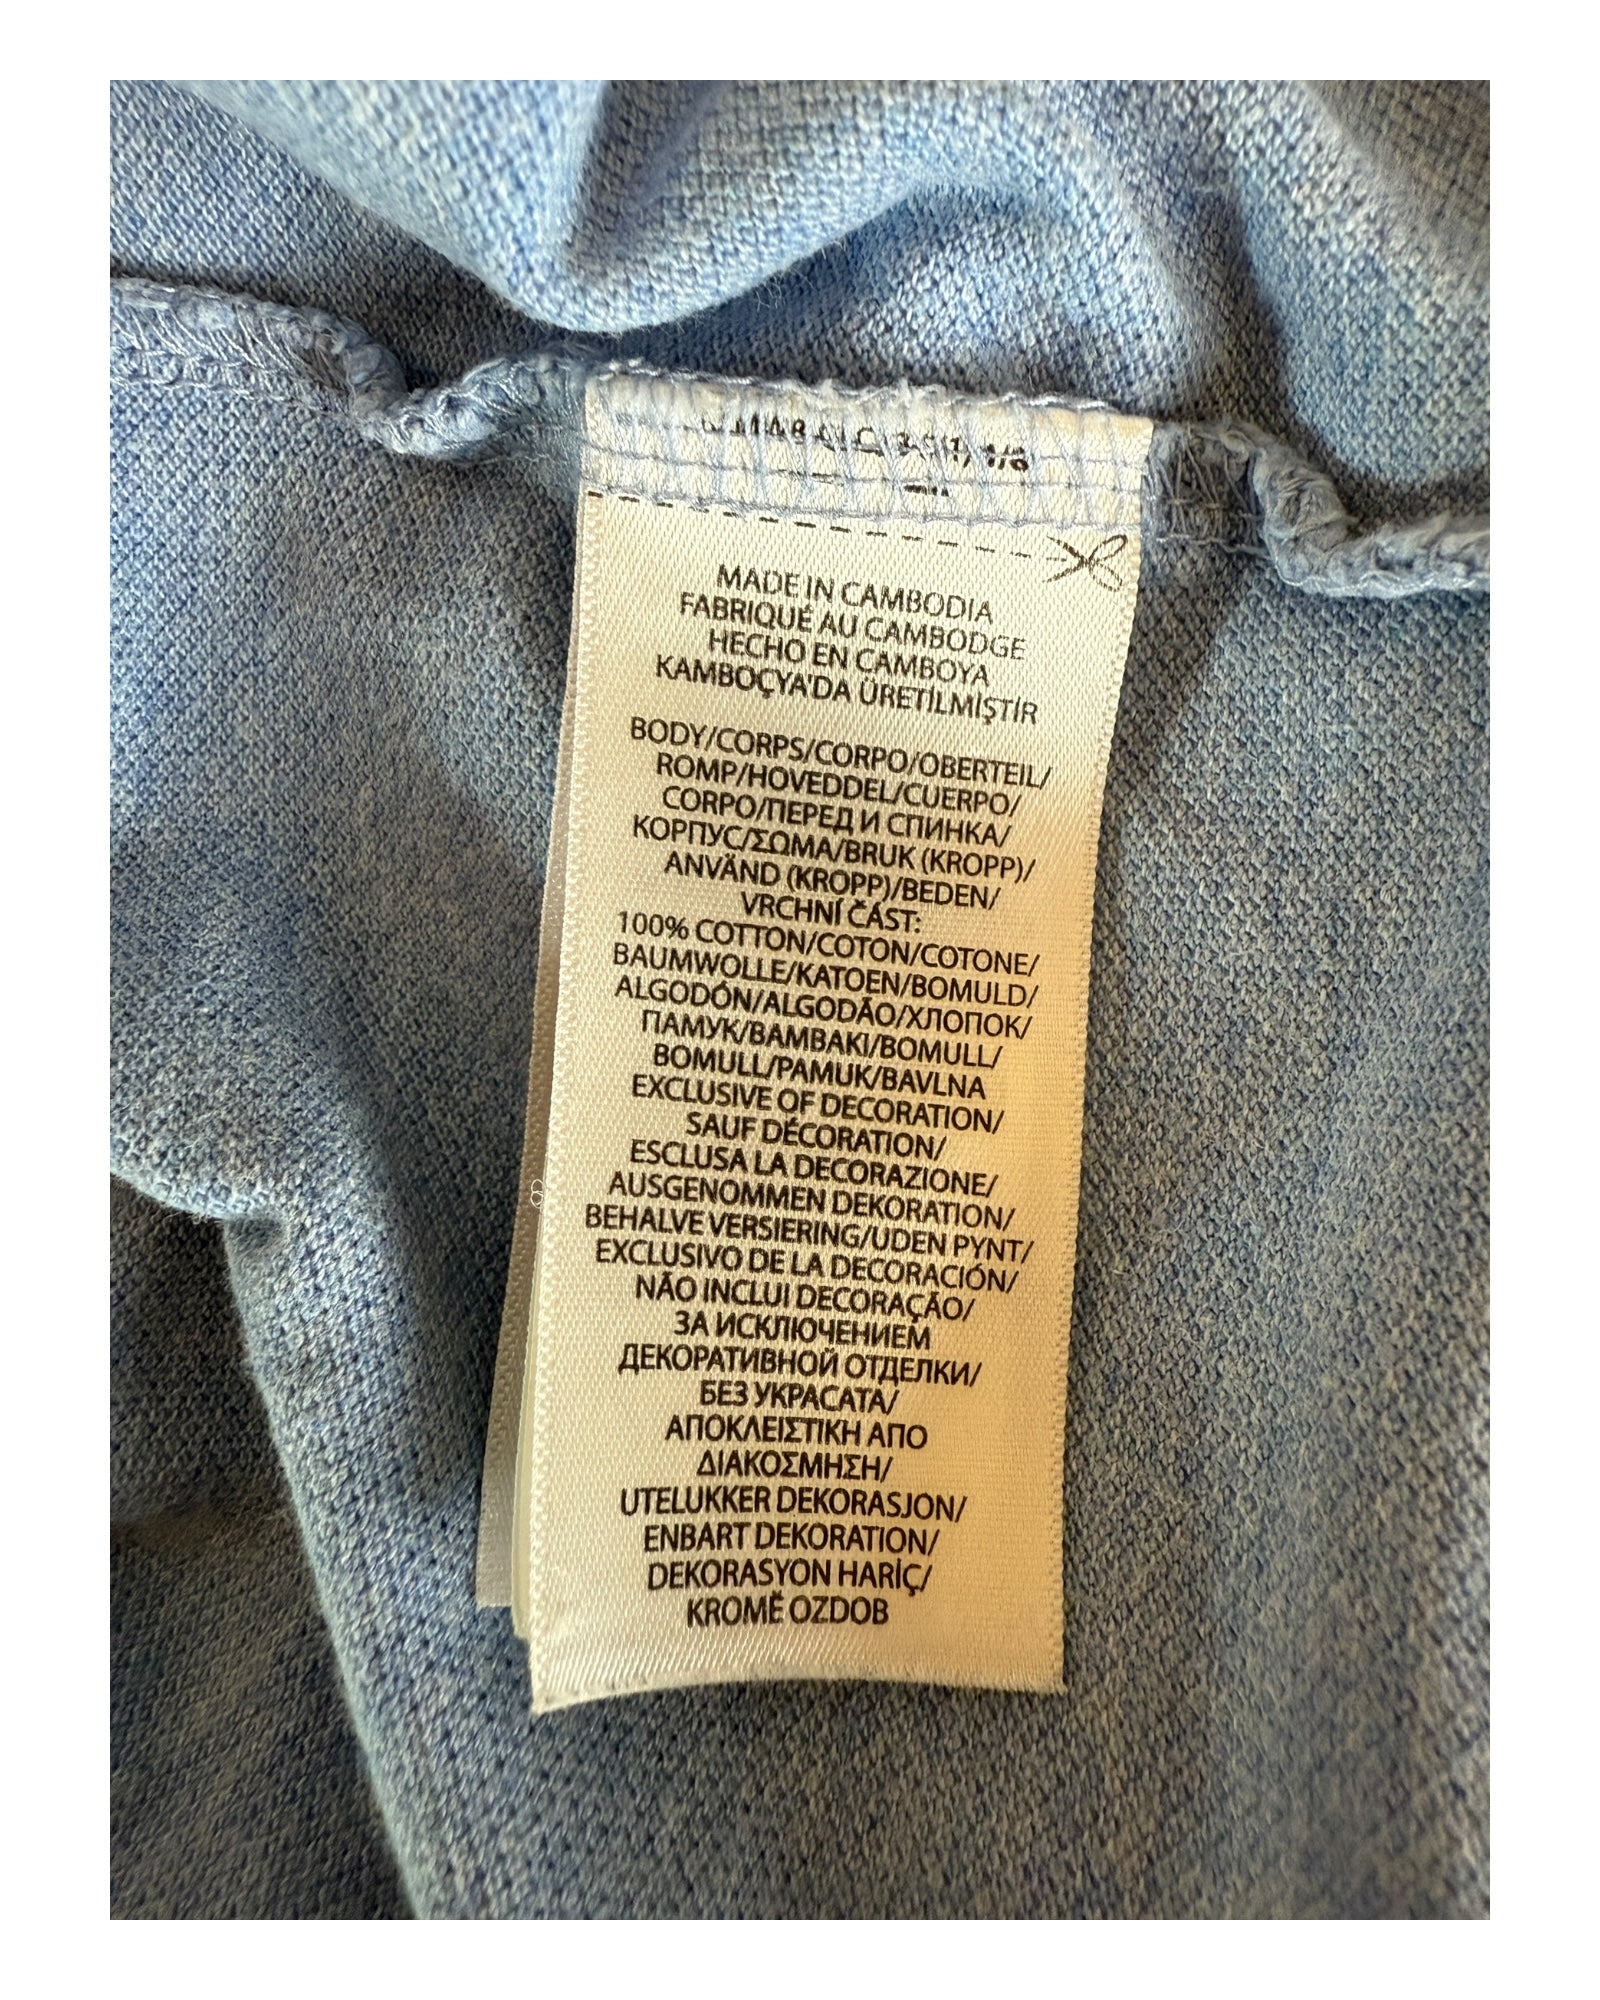 MADE IN CAMBODIA
FABRIQUÉ AU CAMBODGE
HECHO EN CAMBOYA
KAMBOÇYA'DA ÜRETİLMİŞTİR
BODY/CORPS/CORPO/OBERTEIL/
ROMP/HOVEDDEL/CUERPO/
CORPO/ПЕРЕД И СПИНКА/
КОРПУС/ΣΩΜΑ/BRUK (KROPP)/
ANVÄND (KROPP)/BEDEN/
VRCHNÍ ČÁST:
100% COTTON/COTON/COTONE/
BAUMWOLLE/KATOEN/BOMULD/
ALGODÓN/ALGODÃO/ХЛОПОК/
ПАМУК/ΒΑΜΒΑΚΙ/BOMULL/
BOMULL/PAMUK/BAVLNA
EXCLUSIVE OF DECORATION/
SAUF DÉCORATION/
ESCLUSA LA DECORAZIONE/
AUSGENOMMEN DEKORATION/
BEHALVE VERSIERING/UDEN PYNT/
EXCLUSIVO DE LA DECORACIÓN/
NÃO INCLUI DECORAÇÃO/
ЗА ИСКЛЮЧЕНИЕМ
ДЕКОРАТИВНОЙ ОТДЕЛКИ/
БЕЗ УКРАСАТА/
ΑΠΟΚΛΕΙΣΤΙΚΗ ΑΠΟ
ΔΙΑΚΟΣΜΗΣΗ/
UTELUKKER DEKORASJON/
ENBART DEKORATION/
DEKORASYON HARİÇ/
KROMĚ OZDOB